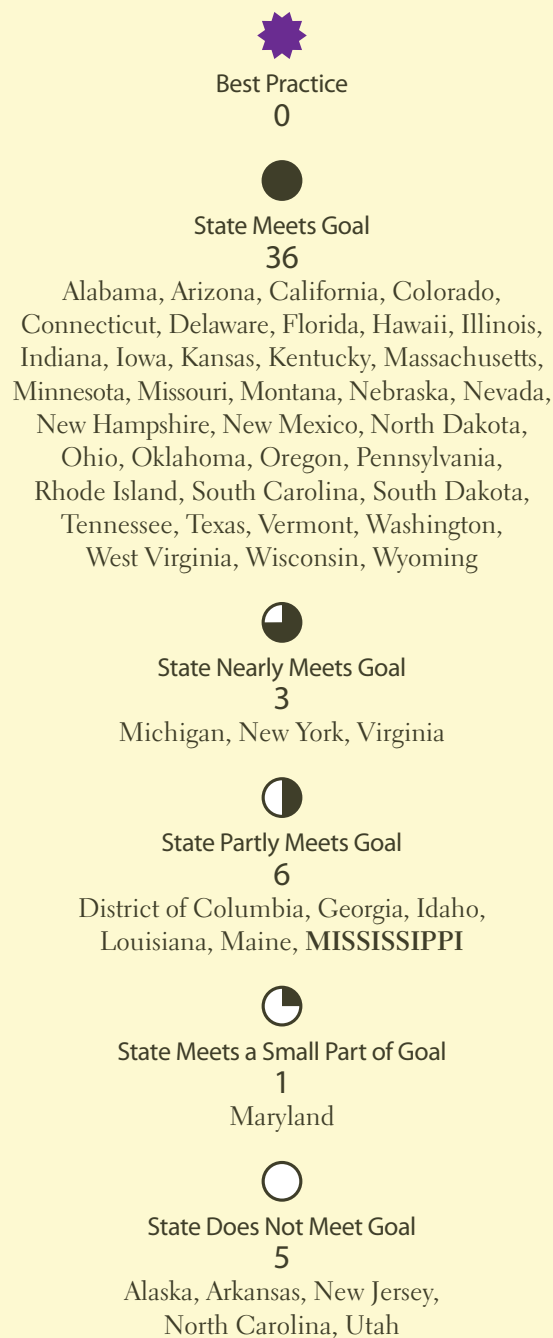 Best Practice
0
State Meets Goal
36
Alabama, Arizona, California, Colorado,
Connecticut, Delaware, Florida, Hawaii, Illinois,
Indiana, Iowa, Kansas, Kentucky, Massachusetts,
Minnesota, Missouri, Montana, Nebraska, Nevada,
New Hampshire, New Mexico, North Dakota,
Ohio, Oklahoma, Oregon, Pennsylvania,
Rhode Island, South Carolina, South Dakota,
Tennessee, Texas, Vermont, Washington,
West Virginia, Wisconsin, Wyoming
State Nearly Meets Goal
3
Michigan, New York, Virginia
State Partly Meets Goal
6
District of Columbia, Georgia, Idaho,
Louisiana, Maine, MISSISSIPPI
State Meets a Small Part of Goal
1
Maryland
State Does Not Meet Goal
5
Alaska, Arkansas, New Jersey,
North Carolina, Utah